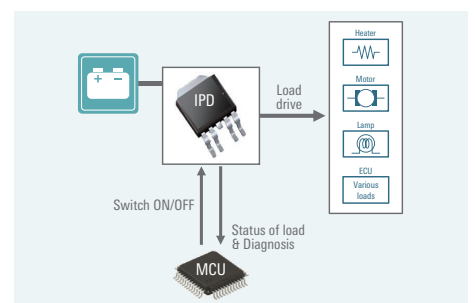 Heater
Motor
Lamp
ECU
Various
loads
+ −
IPD
Load
drive
Switch ON/OFF
Status of load
& Diagnosis
MCU